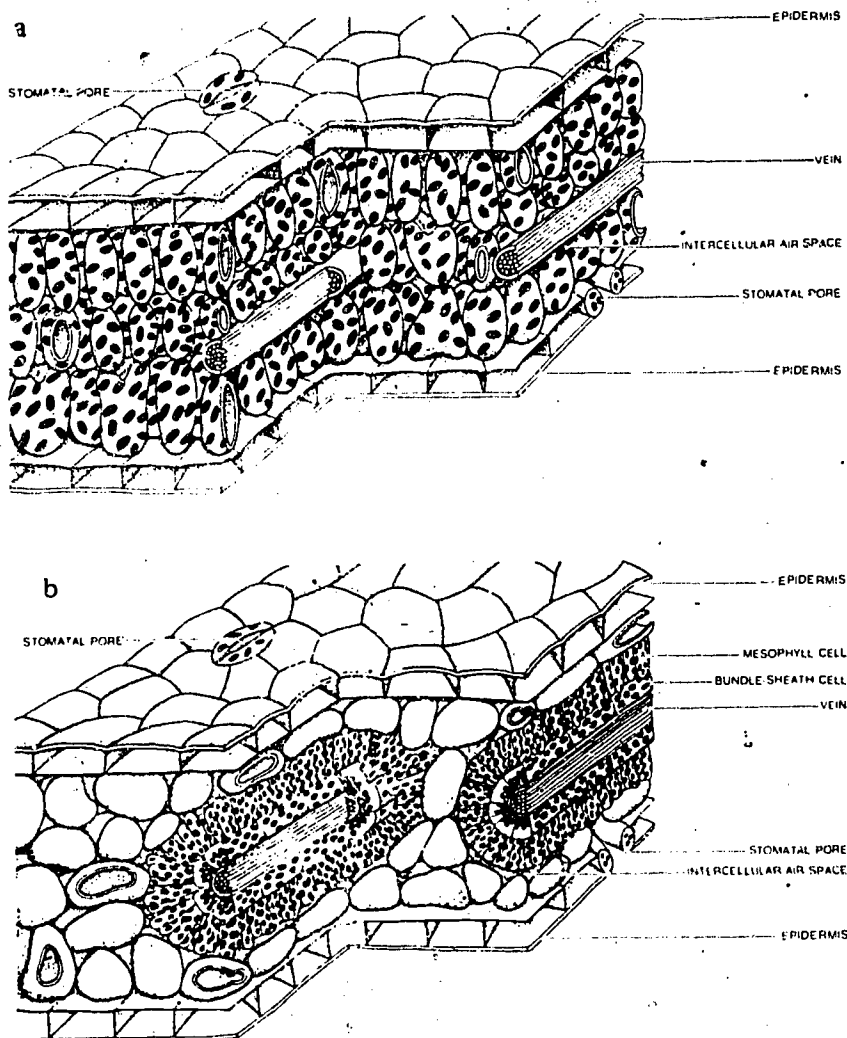 a
EPIDERMIS
STOMATAL PORE
VEIN
INTERCELLULAR AIR SPACE
STOMATAL PORE
EPIDERMIS
b
EPIDERMIS
STOMATAL PORE
MESOPHYLL CELL
BUNDLE-SHEATH CELL
VEIN
STOMATAL PORE
INTERCELLULAR AIR SPACE
EPIDERMIS